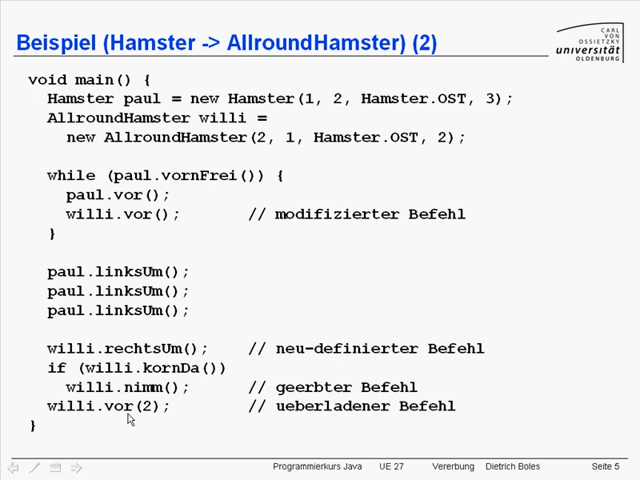 Beispiel (Hamster -> AllroundHamster) (2)
CARL
VON
OSSIETZKY
universität
OLDENBURG
void main() {
Hamster paul = new Hamster(1, 2, Hamster.OST, 3);
AllroundHamster willi =
new AllroundHamster(2, 1, Hamster.OST, 2);
while (paul.vornFrei()) {
paul.vor();
willi.vor(); // modifizierter Befehl
}
paul.linksUm();
paul.linksUm();
paul.linksUm();
willi.rechtsUm(); // neu-definierter Befehl
if (willi.kornDa())
willi.nimm(); // geerbter Befehl
willi.vor(2); // ueberladener Befehl
}
Programmierkurs Java UE 27 Vererbung Dietrich Boles Seite 5